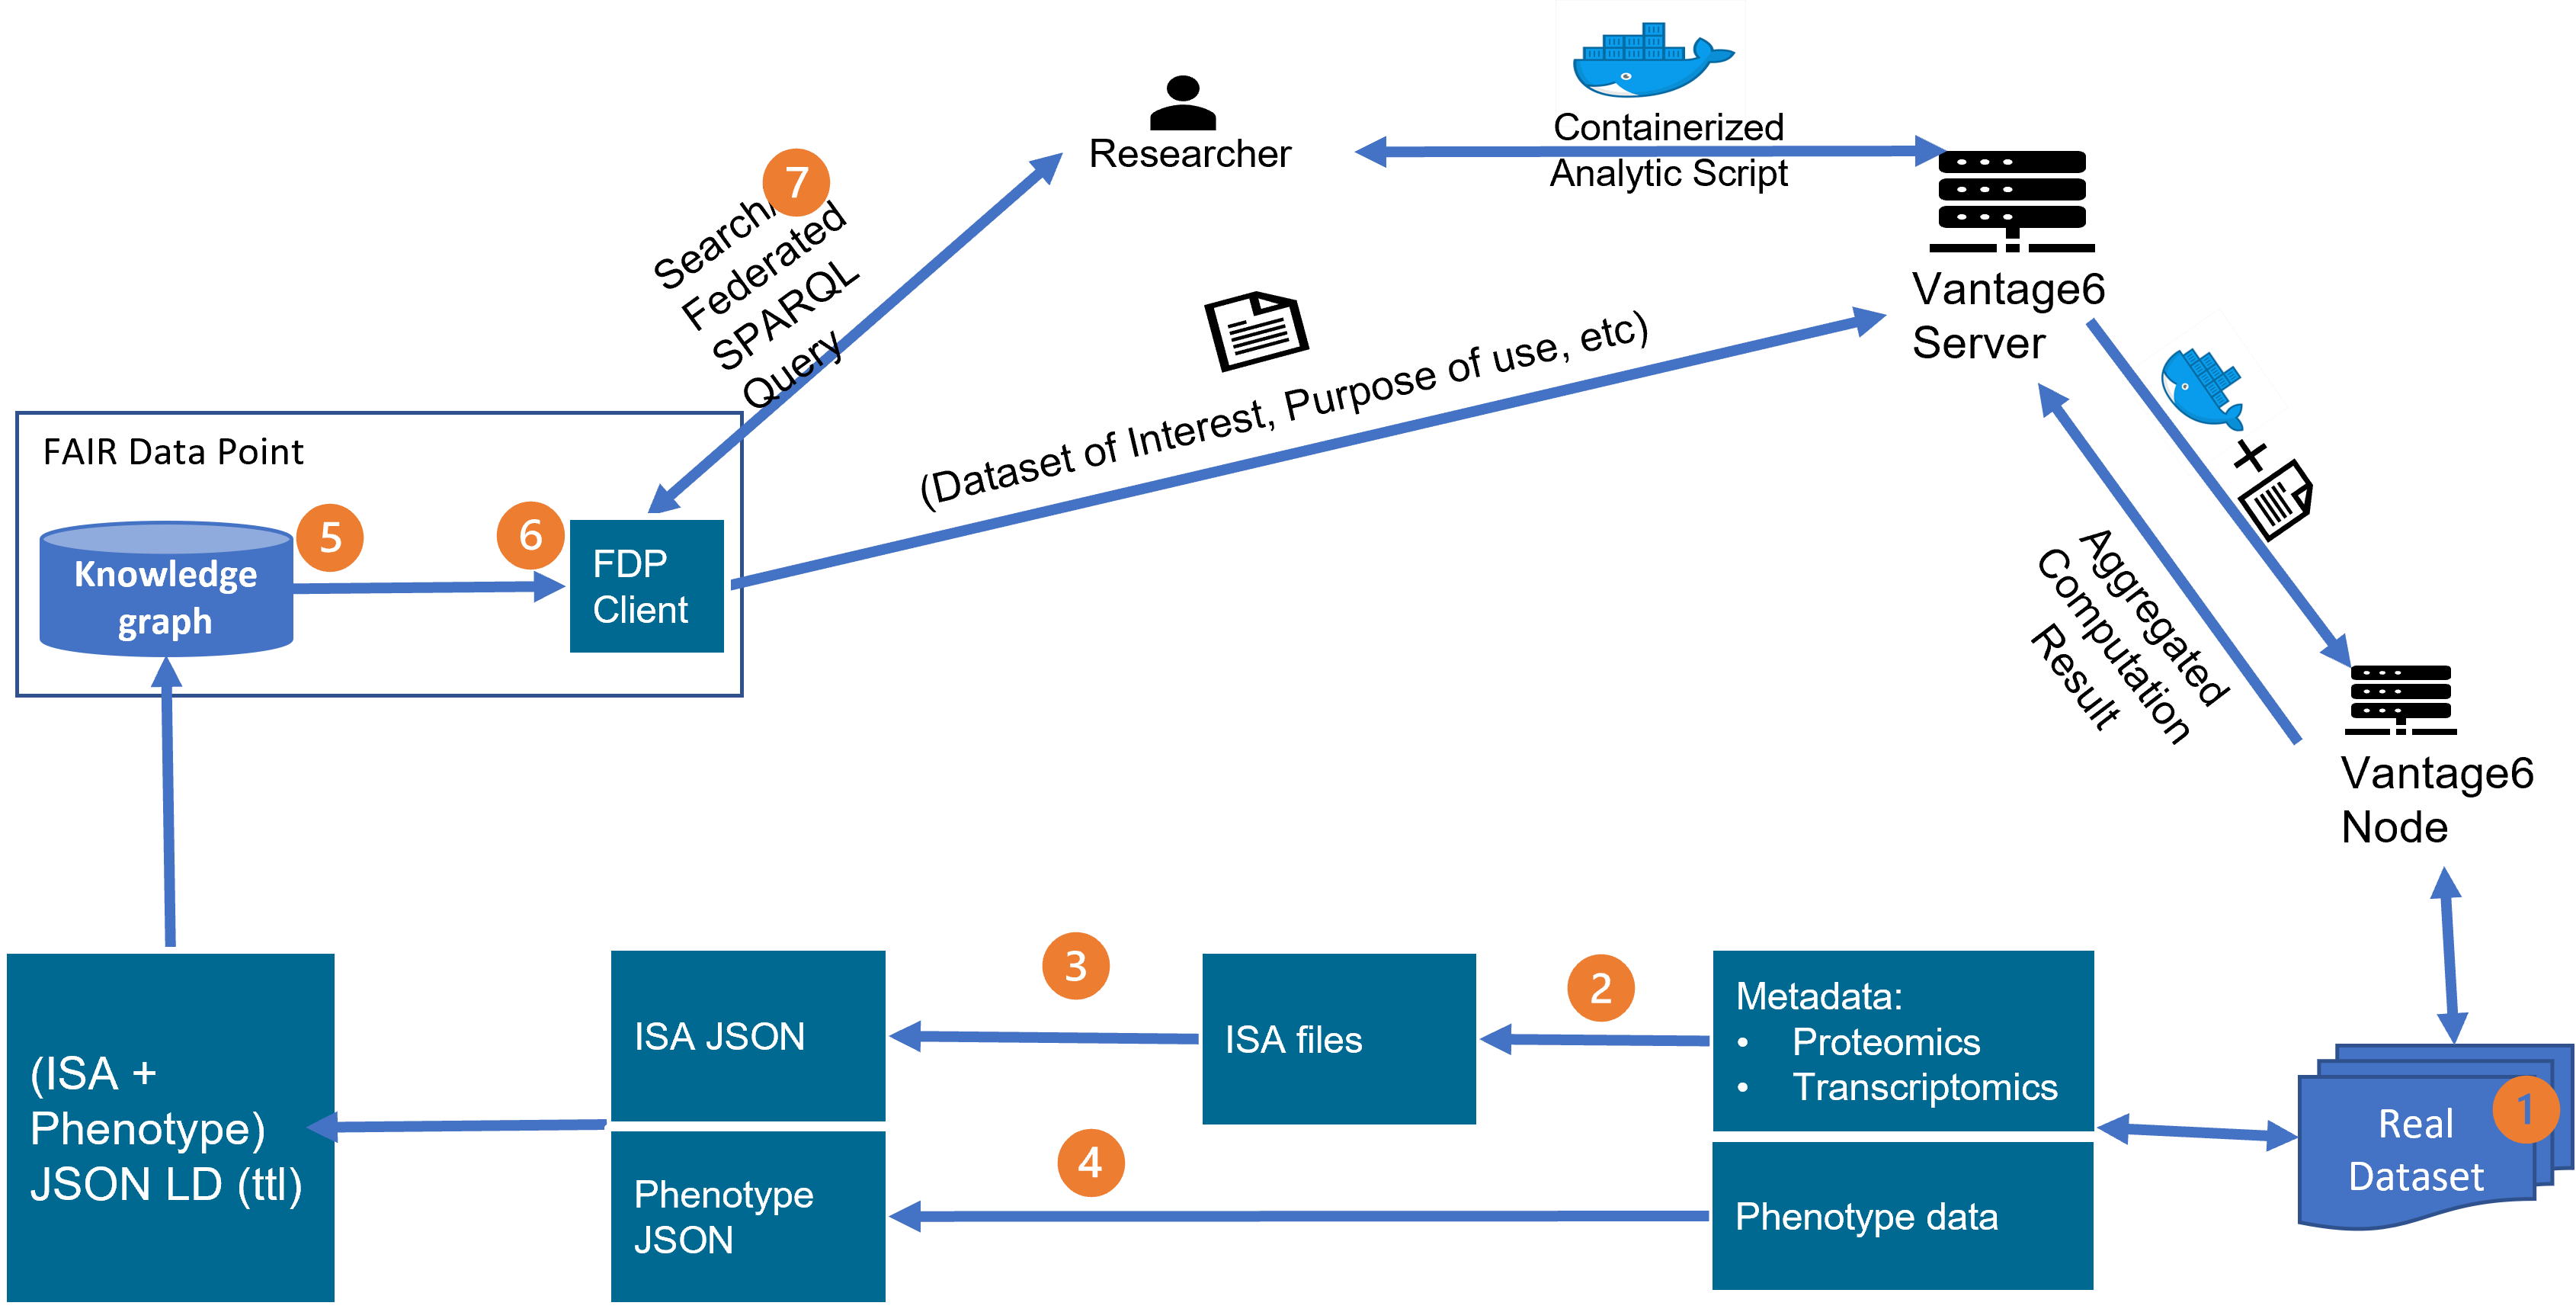 Researcher
Containerized
Analytic Script
7
Search/
Federated
SPARQL
Query
Vantage6
Server
(Dataset of Interest, Purpose of use, etc)
FAIR Data Point
5
6
Knowledge
graph
FDP
Client
+
Aggregated
Computation
Result
Vantage6
Node
(ISA +
Phenotype)
JSON LD (ttl)
ISA JSON
3
ISA files
2
Metadata:
• Proteomics
• Transcriptomics
Phenotype
JSON
4
Phenotype data
1
Real
Dataset